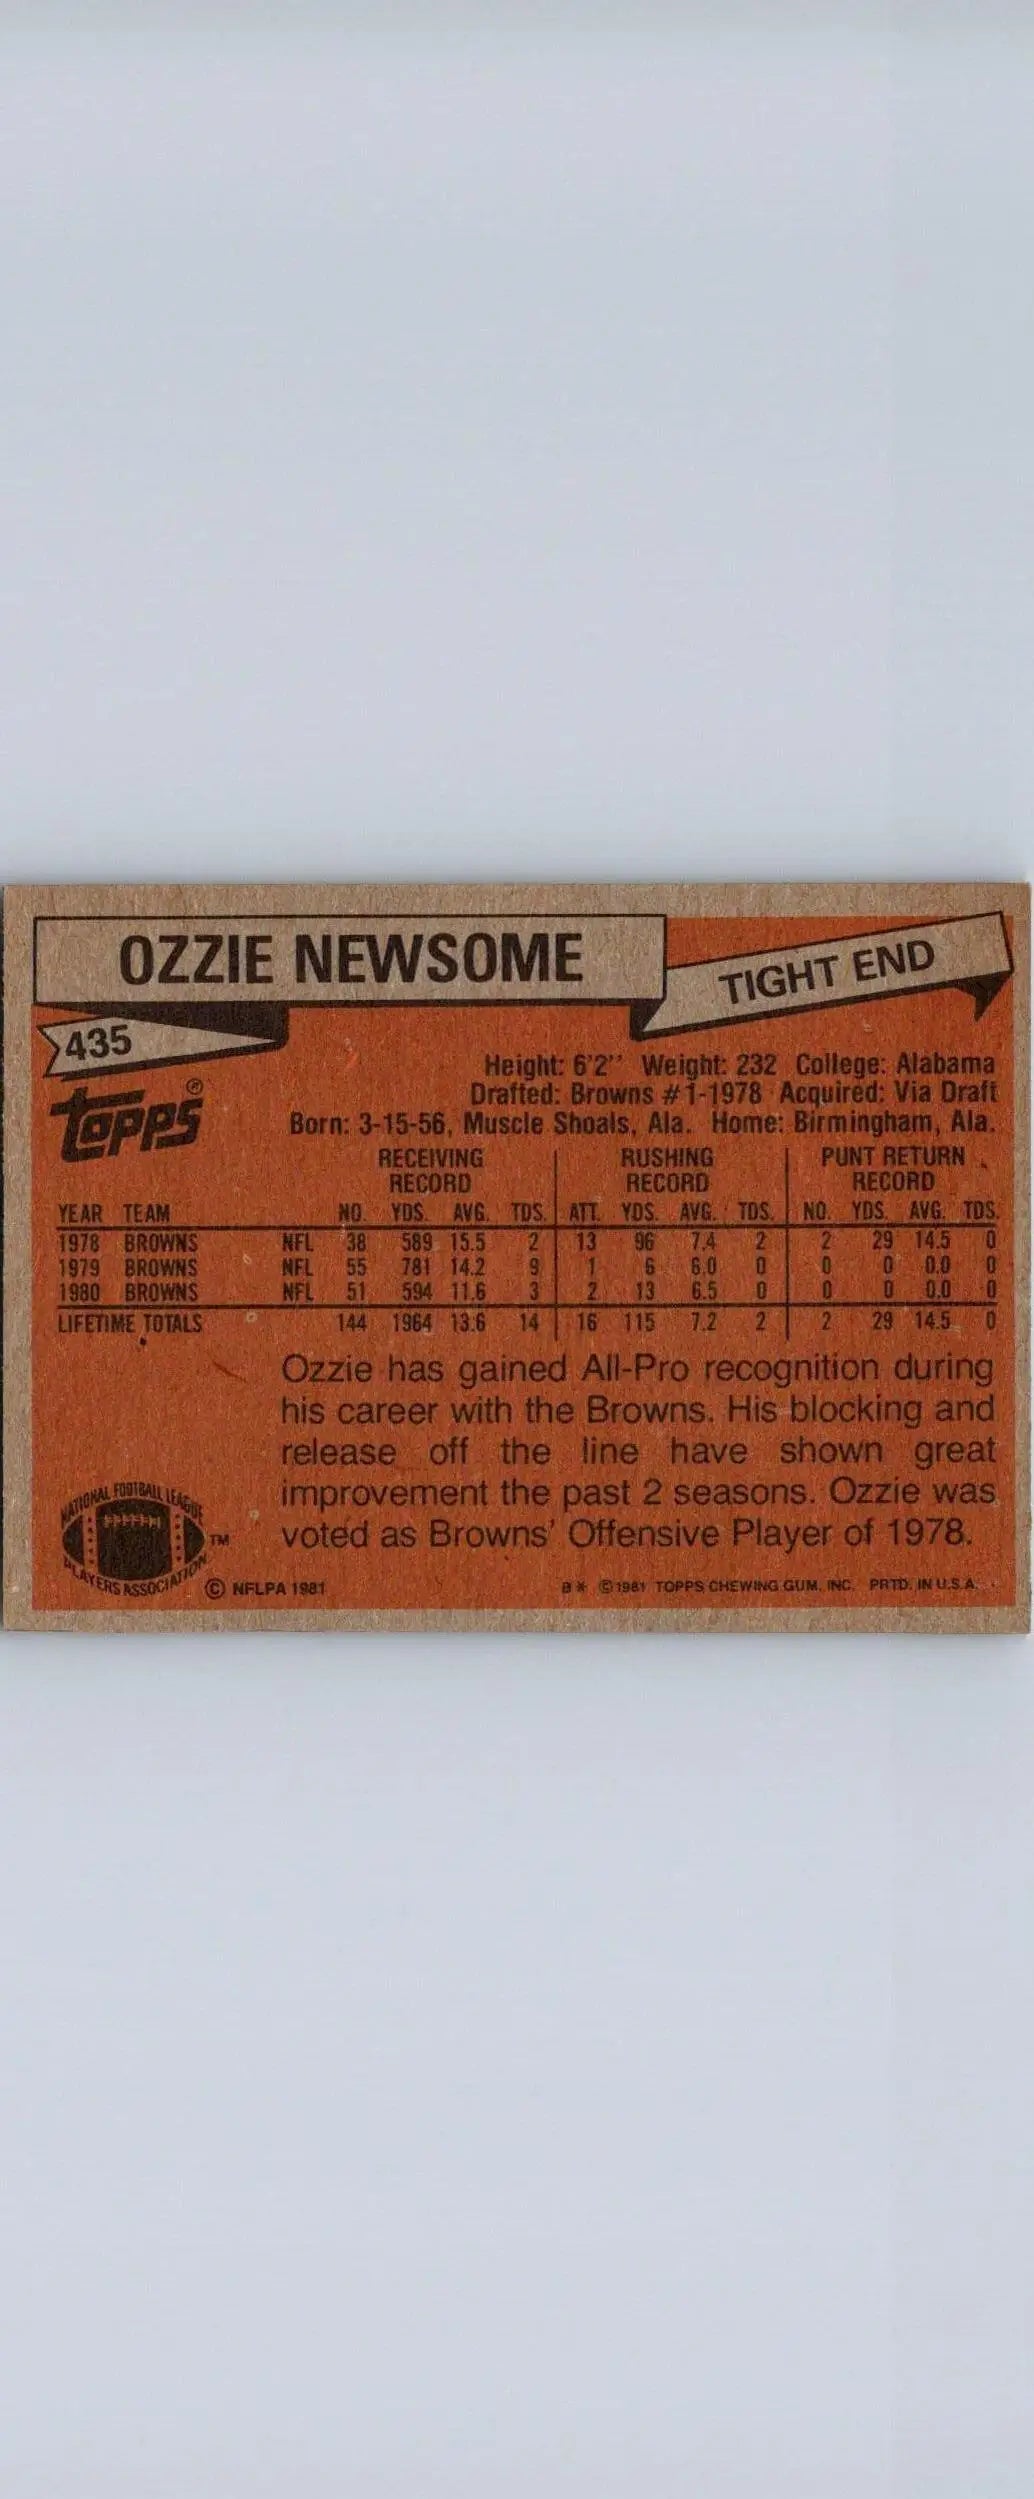 OZZIE NEWSOME
TIGHT END
435
topps®
Height: 6'2" Weight: 232 College: Alabama
Drafted: Browns #1-1978 Acquired: Via Draft
Born: 3-15-56, Muscle Shoals, Ala. Home: Birmingham, Ala.
RECEIVING RECORD RUSHING RECORD PUNT RETURN RECORD
YEAR TEAM NO. YDS. AVG. TDS. ATT. YDS. AVG. TDS. NO. YDS. AVG. TDS.
1978 BROWNS NFL 38 589 15.5 2 13 96 7.4 2 2 29 14.5 0
1979 BROWNS NFL 55 781 14.2 9 1 6 6.0 0 0 0 0.0 0
1980 BROWNS NFL 51 594 11.6 3 2 13 6.5 0 0 0 0.0 0
LIFETIME TOTALS 144 1964 13.6 14 16 115 7.2 2 2 29 14.5 0
Ozzie has gained All-Pro recognition during
his career with the Browns. His blocking and
release off the line have shown great
improvement the past 2 seasons. Ozzie was
voted as Browns' Offensive Player of 1978.
NATIONAL FOOTBALL LEAGUE
PLAYERS ASSOCIATION
TM
© NFLPA 1981
B* ©1981 TOPPS CHEWING GUM, INC. PRTD. IN U.S.A.